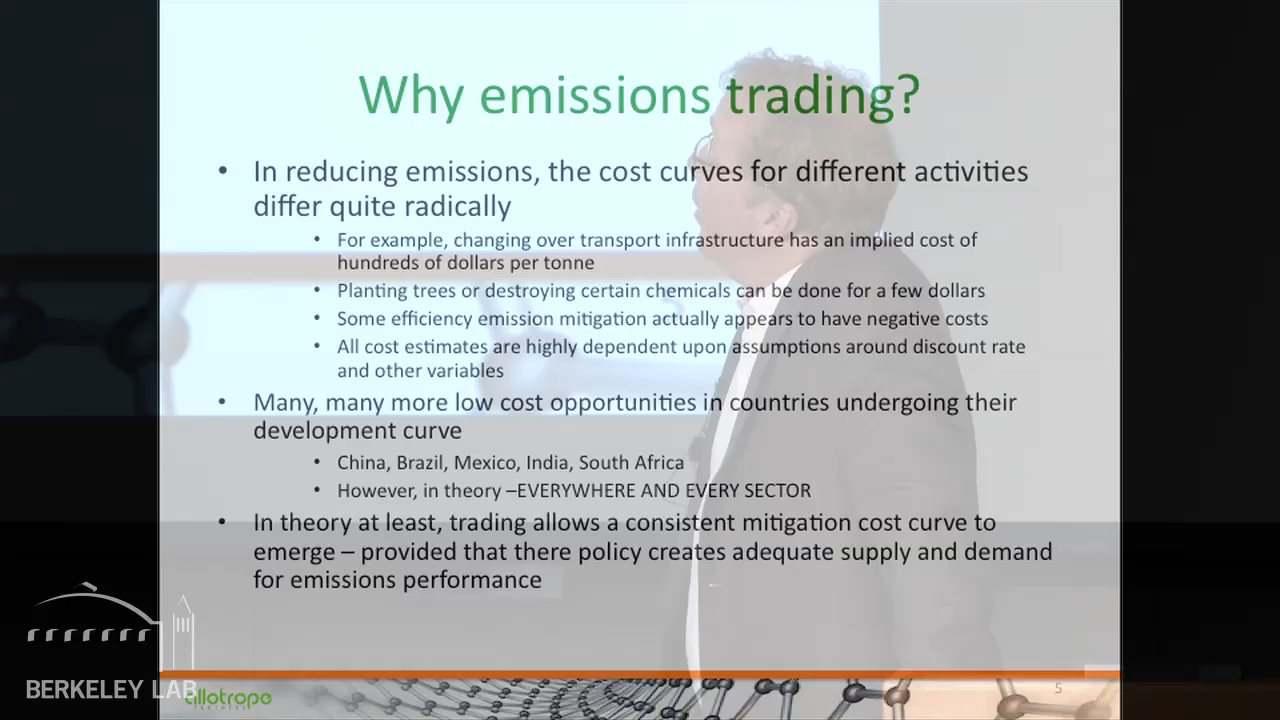 Why emissions trading?
• In reducing emissions, the cost curves for different activities
differ quite radically
• For example, changing over transport infrastructure has an implied cost of
hundreds of dollars per tonne
• Planting trees or destroying certain chemicals can be done for a few dollars
• Some efficiency emission mitigation actually appears to have negative costs
• All cost estimates are highly dependent upon assumptions around discount rate
and other variables
• Many, many more low cost opportunities in countries undergoing their
development curve
• China, Brazil, Mexico, India, South Africa
• However, in theory –EVERYWHERE AND EVERY SECTOR
• In theory at least, trading allows a consistent mitigation cost curve to
emerge – provided that there policy creates adequate supply and demand
for emissions performance
5
BERKELEY LAB
allotrope